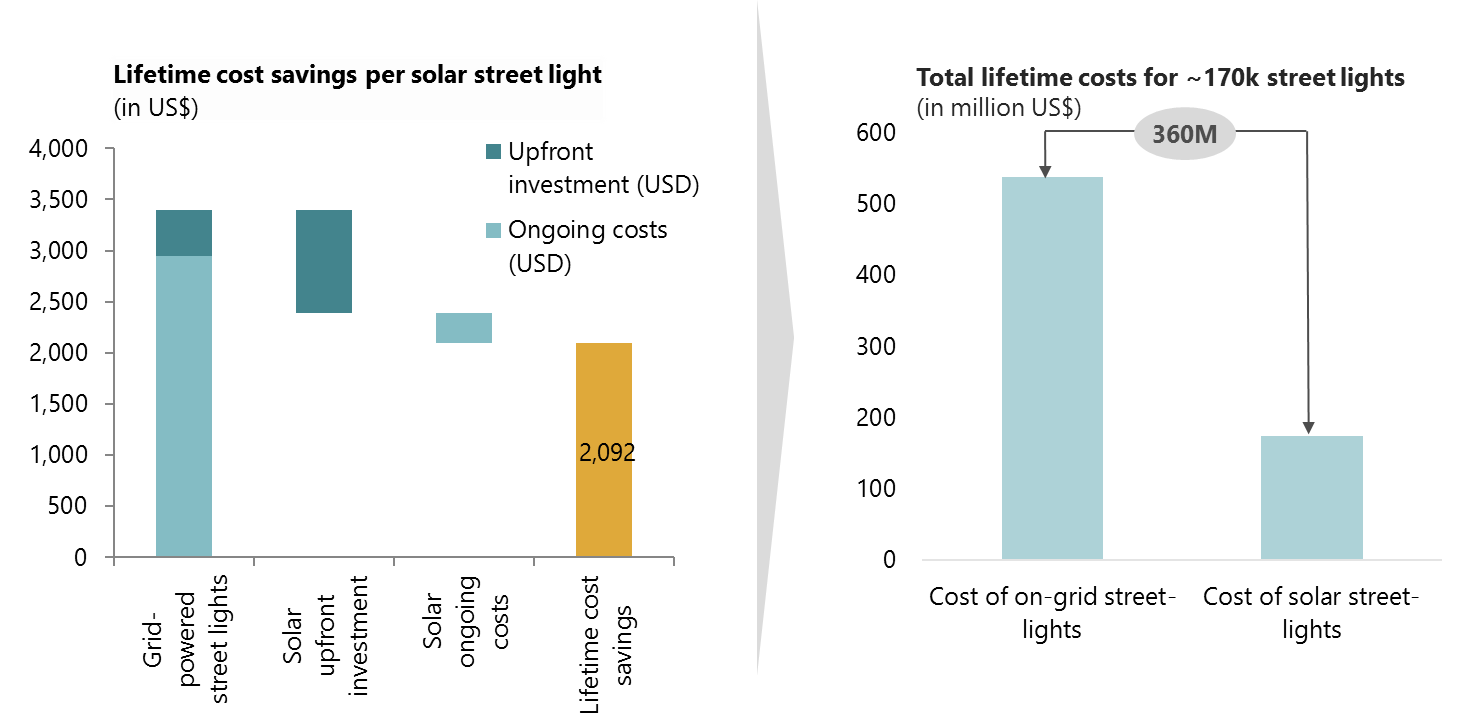 Lifetime cost savings per solar street light
(in US$)
4,000
3,500
3,000
2,500
2,000
1,500
1,000
500
0
Upfront
investment (USD)
Ongoing costs
(USD)
2,092
Grid-
powered
street lights
Solar
upfront
investment
Solar
ongoing
costs
Lifetime cost
savings
Total lifetime costs for ~170k street lights
(in million US$)
360M
600
500
400
300
200
100
0
Cost of on-grid street-
lights
Cost of solar street-
lights